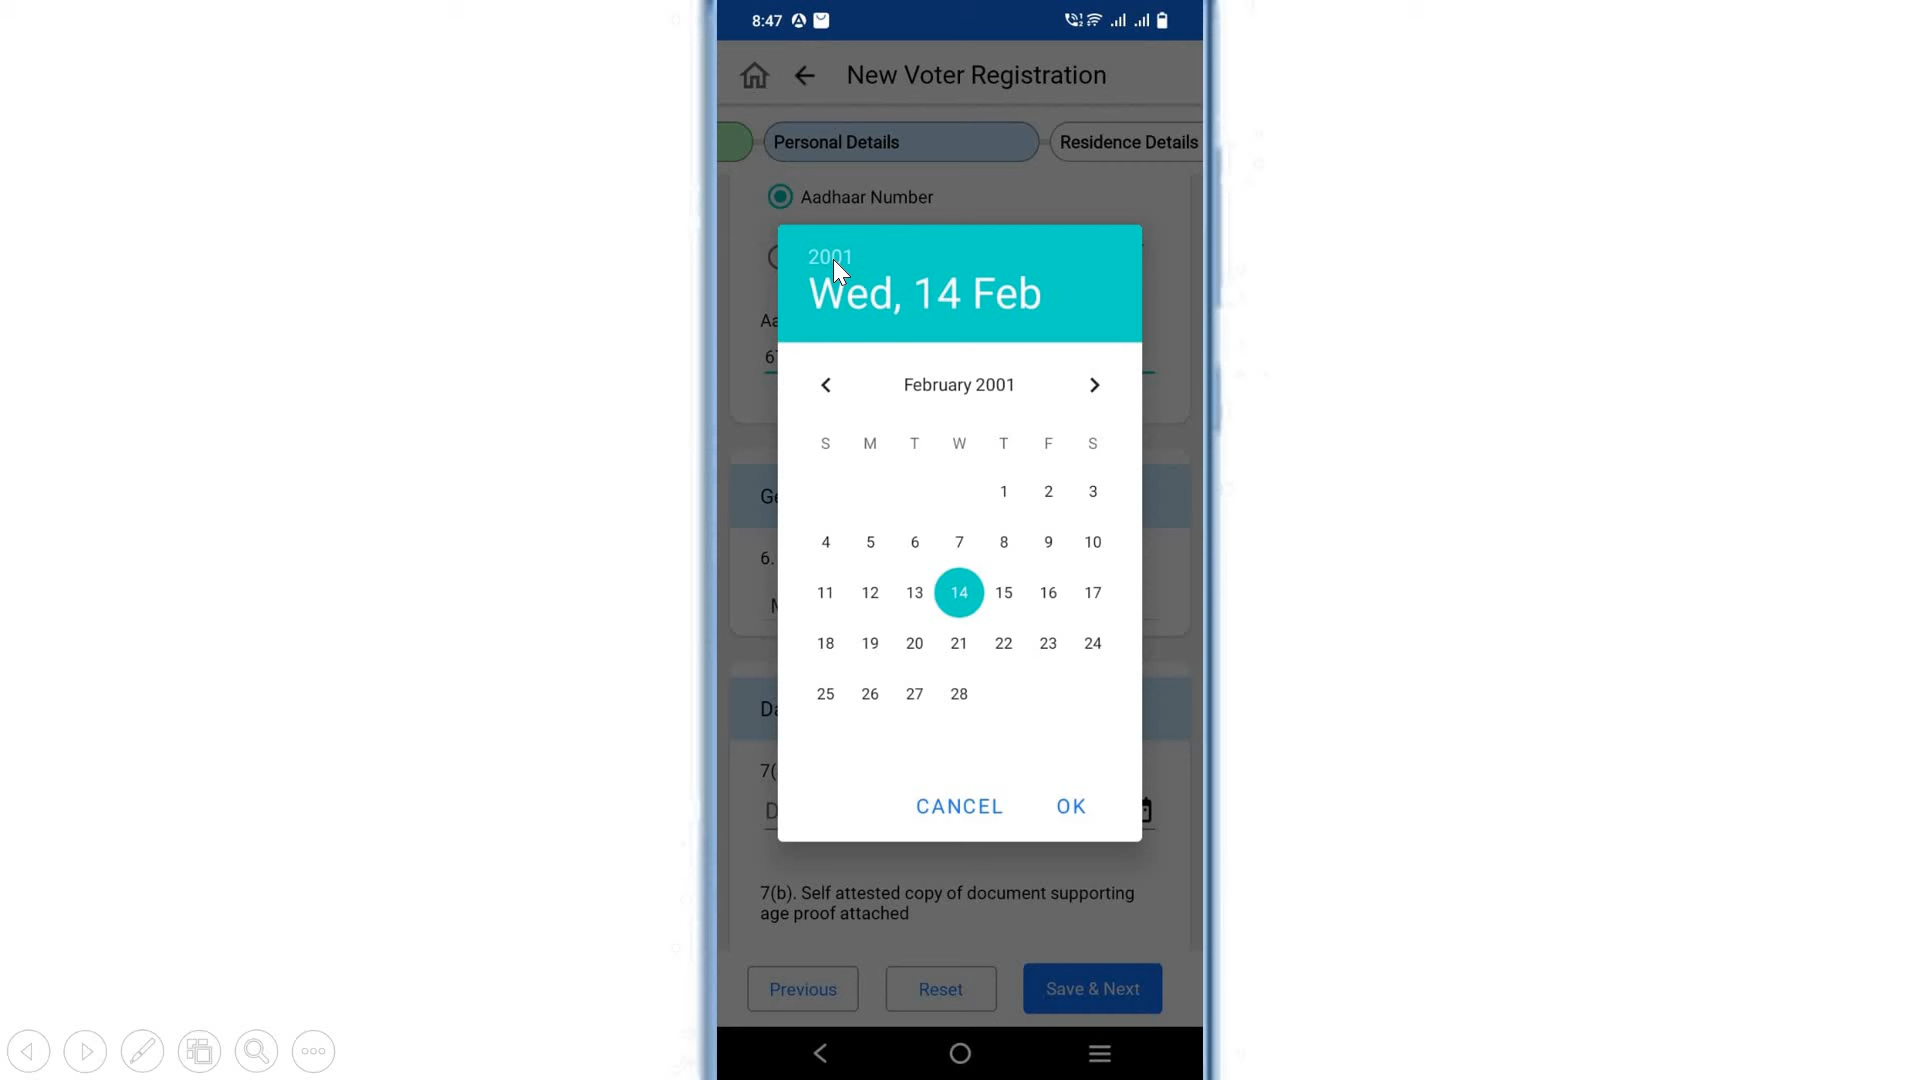 8:47
New Voter Registration
Personal Details
Residence Details
Aadhaar Number
2001
Wed, 14 Feb
February 2001
S M T W T F S
1 2 3
4 5 6 7 8 9 10
11 12 13 14 15 16 17
18 19 20 21 22 23 24
25 26 27 28
6.
7(
CANCEL OK
7(b). Self attested copy of document supporting
age proof attached
Previous Reset Save & Next